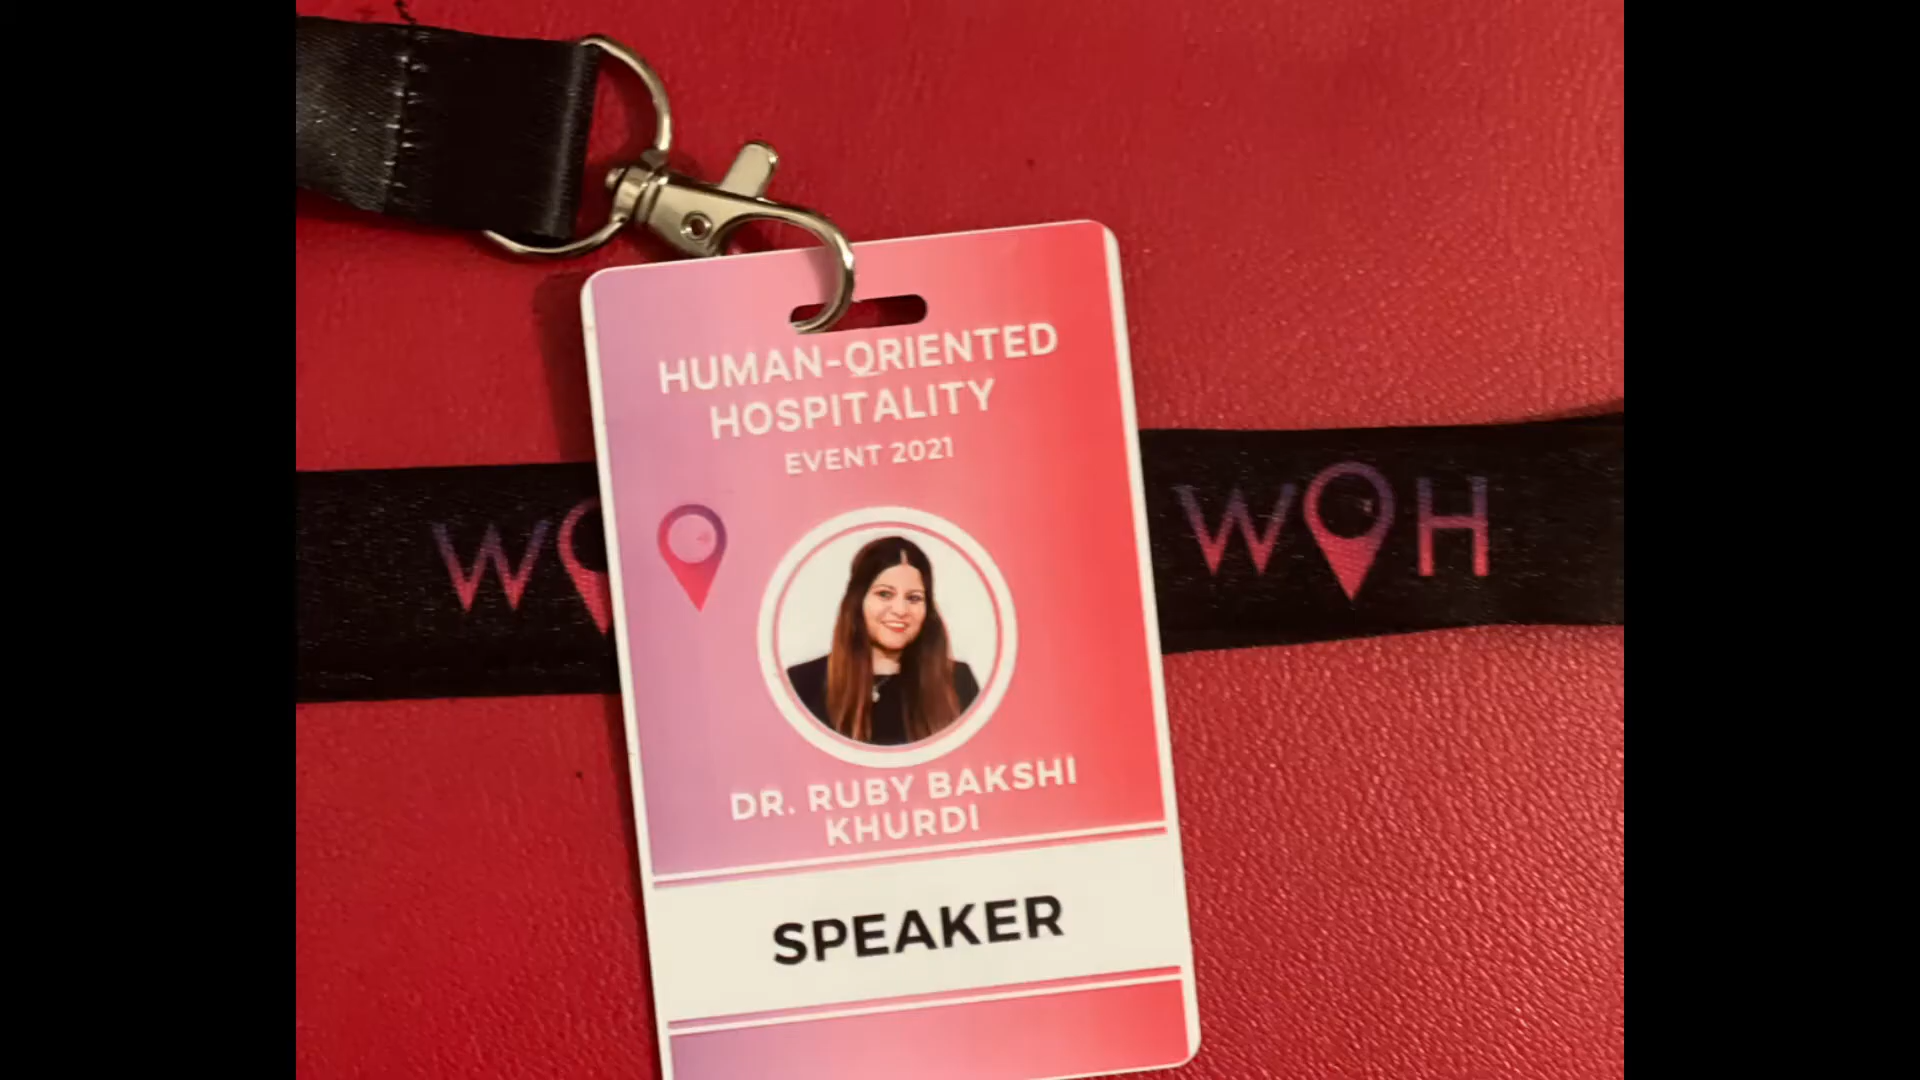 HUMAN-ORIENTED
HOSPITALITY
EVENT 2021
WOH
DR. RUBY BAKSHI
KHURDI
SPEAKER